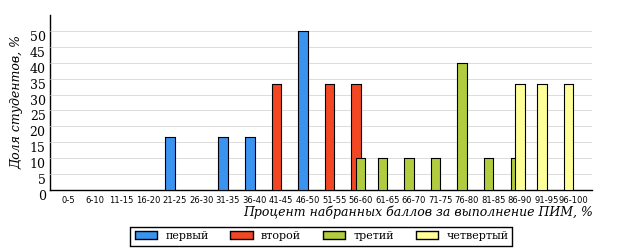 Доля студентов, %
50
45
40
35
30
25
20
15
10
5
0
0-5 6-10 11-15 16-20 21-25 26-30 31-35 36-40 41-45 46-50 51-55 56-60 61-65 66-70 71-75 76-80 81-85 86-90 91-95 96-100
Процент набранных баллов за выполнение ПИМ, %
первый второй третий четвертый